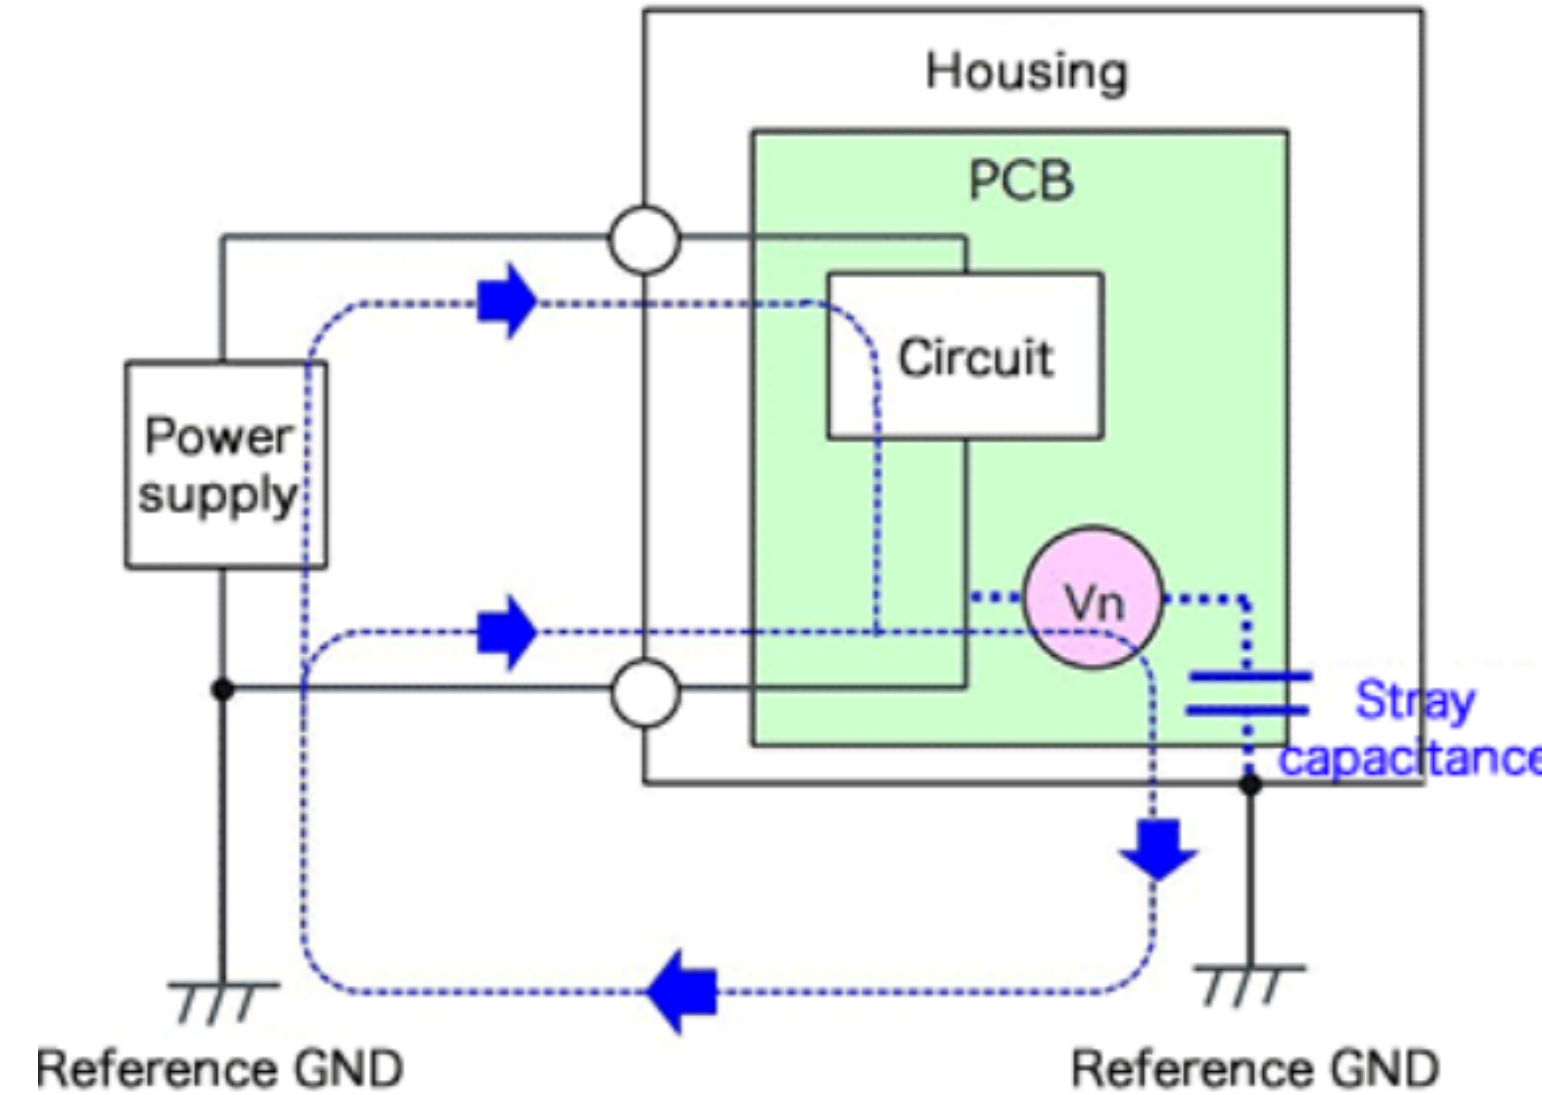 Housing
PCB
Circuit
Power
supply
Vn
Stray
capacitance
Reference GND
Reference GND